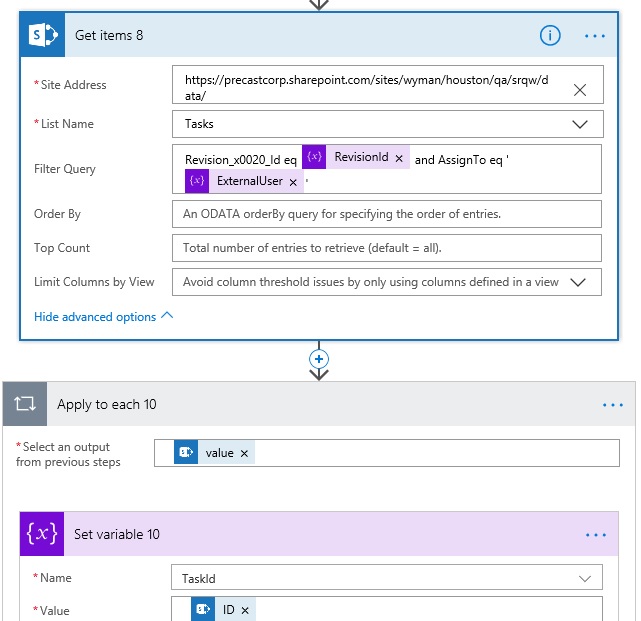 Get items 8
* Site Address
https://precastcorp.sharepoint.com/sites/wyman/houston/qa/srqw/d
ata/
* List Name
Tasks
Filter Query
Revision_x0020_Id eq {x} RevisionId × and AssignTo eq '
{x} ExternalUser × '
Order By
An ODATA orderBy query for specifying the order of entries.
Top Count
Total number of entries to retrieve (default = all).
Limit Columns by View
Avoid column threshold issues by only using columns defined in a view
Hide advanced options
Apply to each 10
* Select an output
from previous steps
value ×
{x} Set variable 10
* Name
TaskId
* Value
ID ×